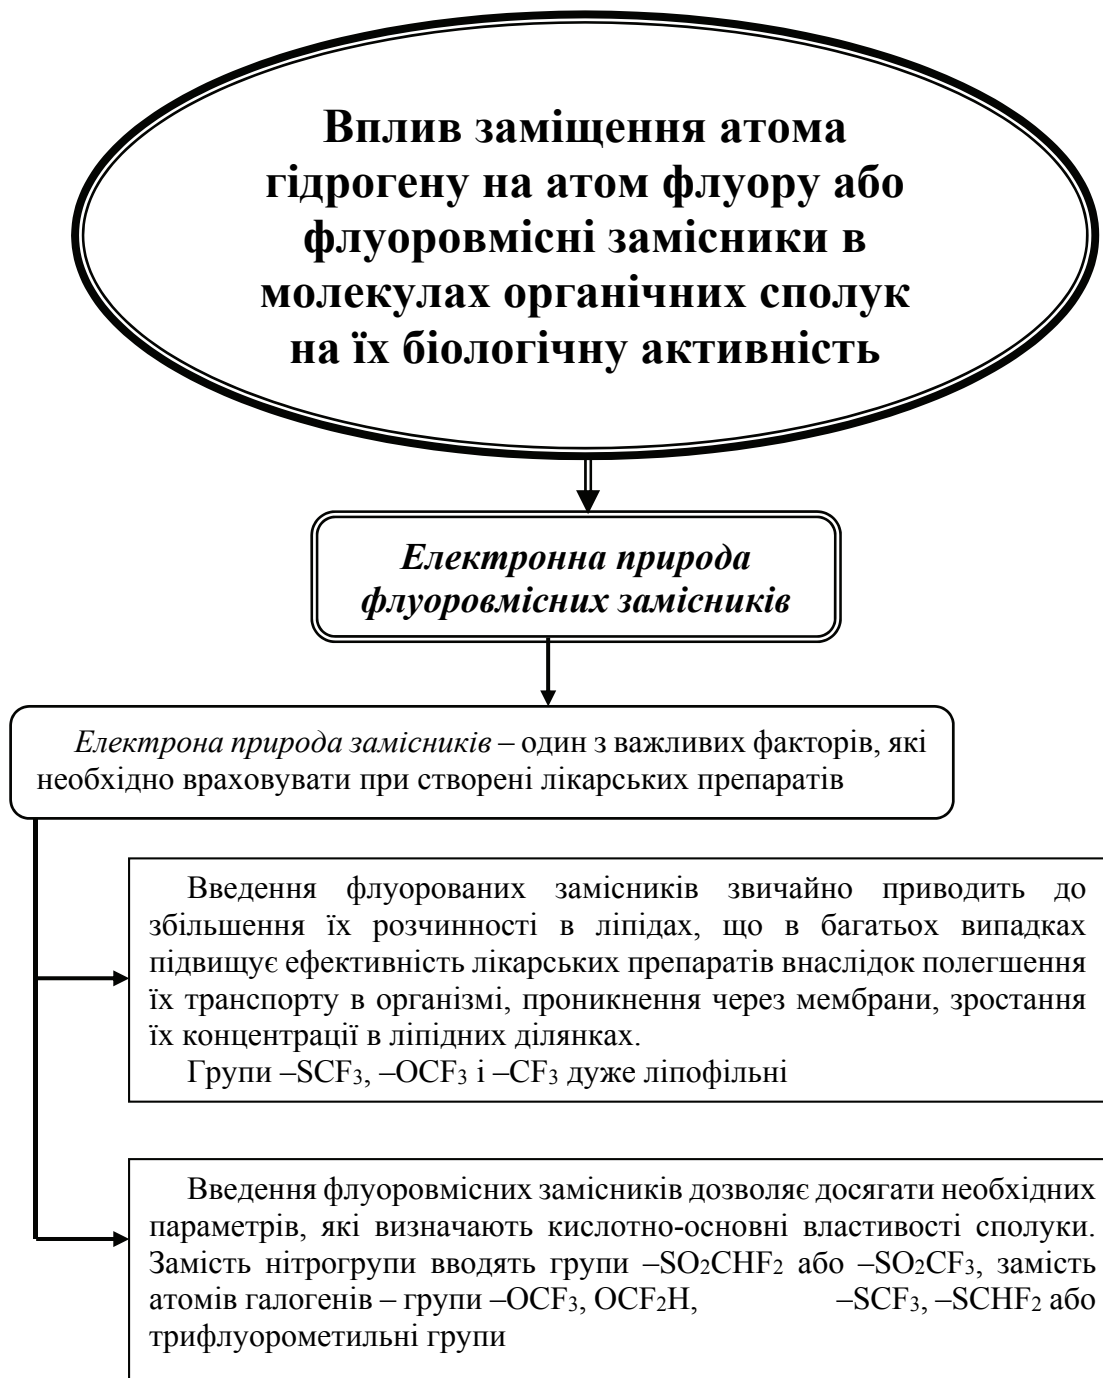 Вплив заміщення атома
гідрогену на атом флуору або
флуоровмісні замісники в
молекулах органічних сполук
на їх біологічну активність
Електронна природа
флуоровмісних замісників
Електрона природа замісників – один з важливих факторів, які
необхідно враховувати при створені лікарських препаратів
Введення флуорованих замісників звичайно приводить до
збільшення їх розчинності в ліпідах, що в багатьох випадках
підвищує ефективність лікарських препаратів внаслідок полегшення
їх транспорту в організмі, проникнення через мембрани, зростання
їх концентрації в ліпідних ділянках.
Групи –SCF₃, –OCF₃ і –CF₃ дуже ліпофільні
Введення флуоровмісних замісників дозволяє досягати необхідних
параметрів, які визначають кислотно-основні властивості сполуки.
Замість нітрогрупи вводять групи –SO₂CHF₂ або –SO₂CF₃, замість
атомів галогенів – групи –OCF₃, OCF₂H, –SCF₃, –SCHF₂ або
трифлуорометильні групи